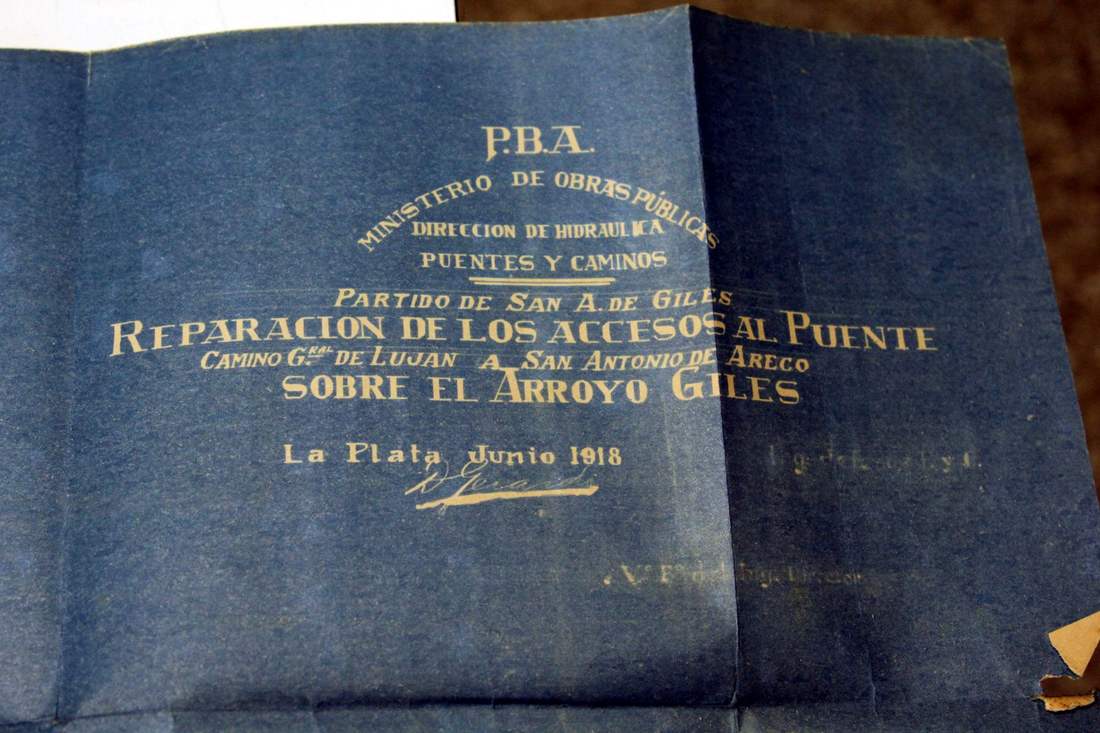 P.B.A.
MINISTERIO DE OBRAS PÚBLICAS
DIRECCION DE HIDRAULICA
PUENTES Y CAMINOS
PARTIDO DE SAN A. DE GILES
REPARACION DE LOS ACCESOS AL PUENTE
CAMINO GRAL DE LUJAN A SAN ANTONIO DE ARECO
SOBRE EL ARROYO GILES
La Plata Junio 1918